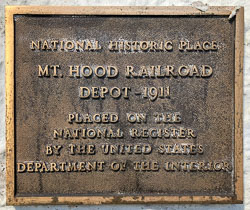 NATIONAL HISTORIC PLACE
MT. HOOD RAILROAD
DEPOT - 1911
PLACED ON THE
NATIONAL REGISTER
BY THE UNITED STATES
DEPARTMENT OF THE INTERIOR